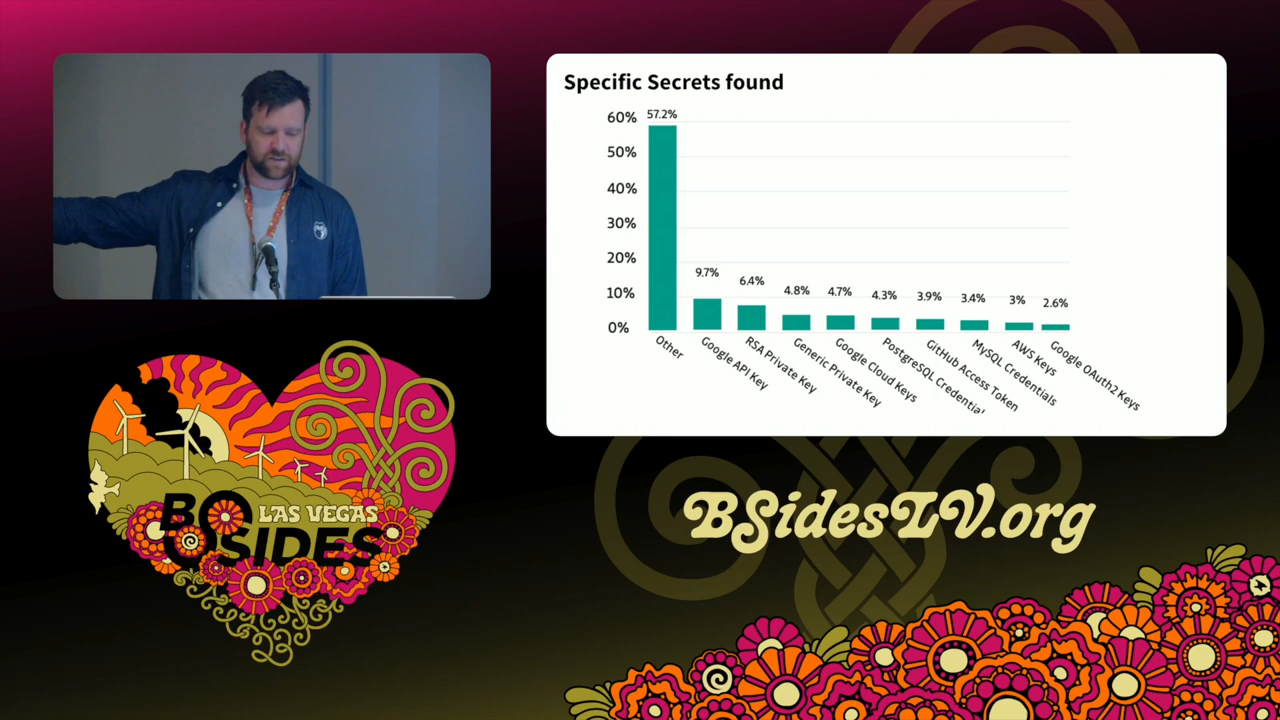 Specific Secrets found
60%
50%
40%
30%
20%
10%
0%
57.2%
9.7%
6.4%
4.8%
4.7%
4.3%
3.9%
3.4%
3%
2.6%
Other
Google API Key
RSA Private Key
Generic Private Key
Google Cloud Keys
PostgreSQL Credential
GitHub Access Token
MySQL Credentials
AWS Keys
Google OAuth2 Keys
LAS VEGAS
BSIDES
23
BSidesLV.org